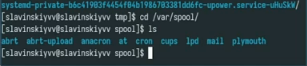 systemd-private-66c41903f4454f04b1986703381dd6fc-upower.service-uHuSkW/
[slavinskiyvv@slavinskiyvv tmp]$ cd /var/spool/
[slavinskiyvv@slavinskiyvv spool]$ ls
abrt abrt-upload anacron at cron cups lpd mail plymouth
[slavinskiyvv@slavinskiyvv spool]$